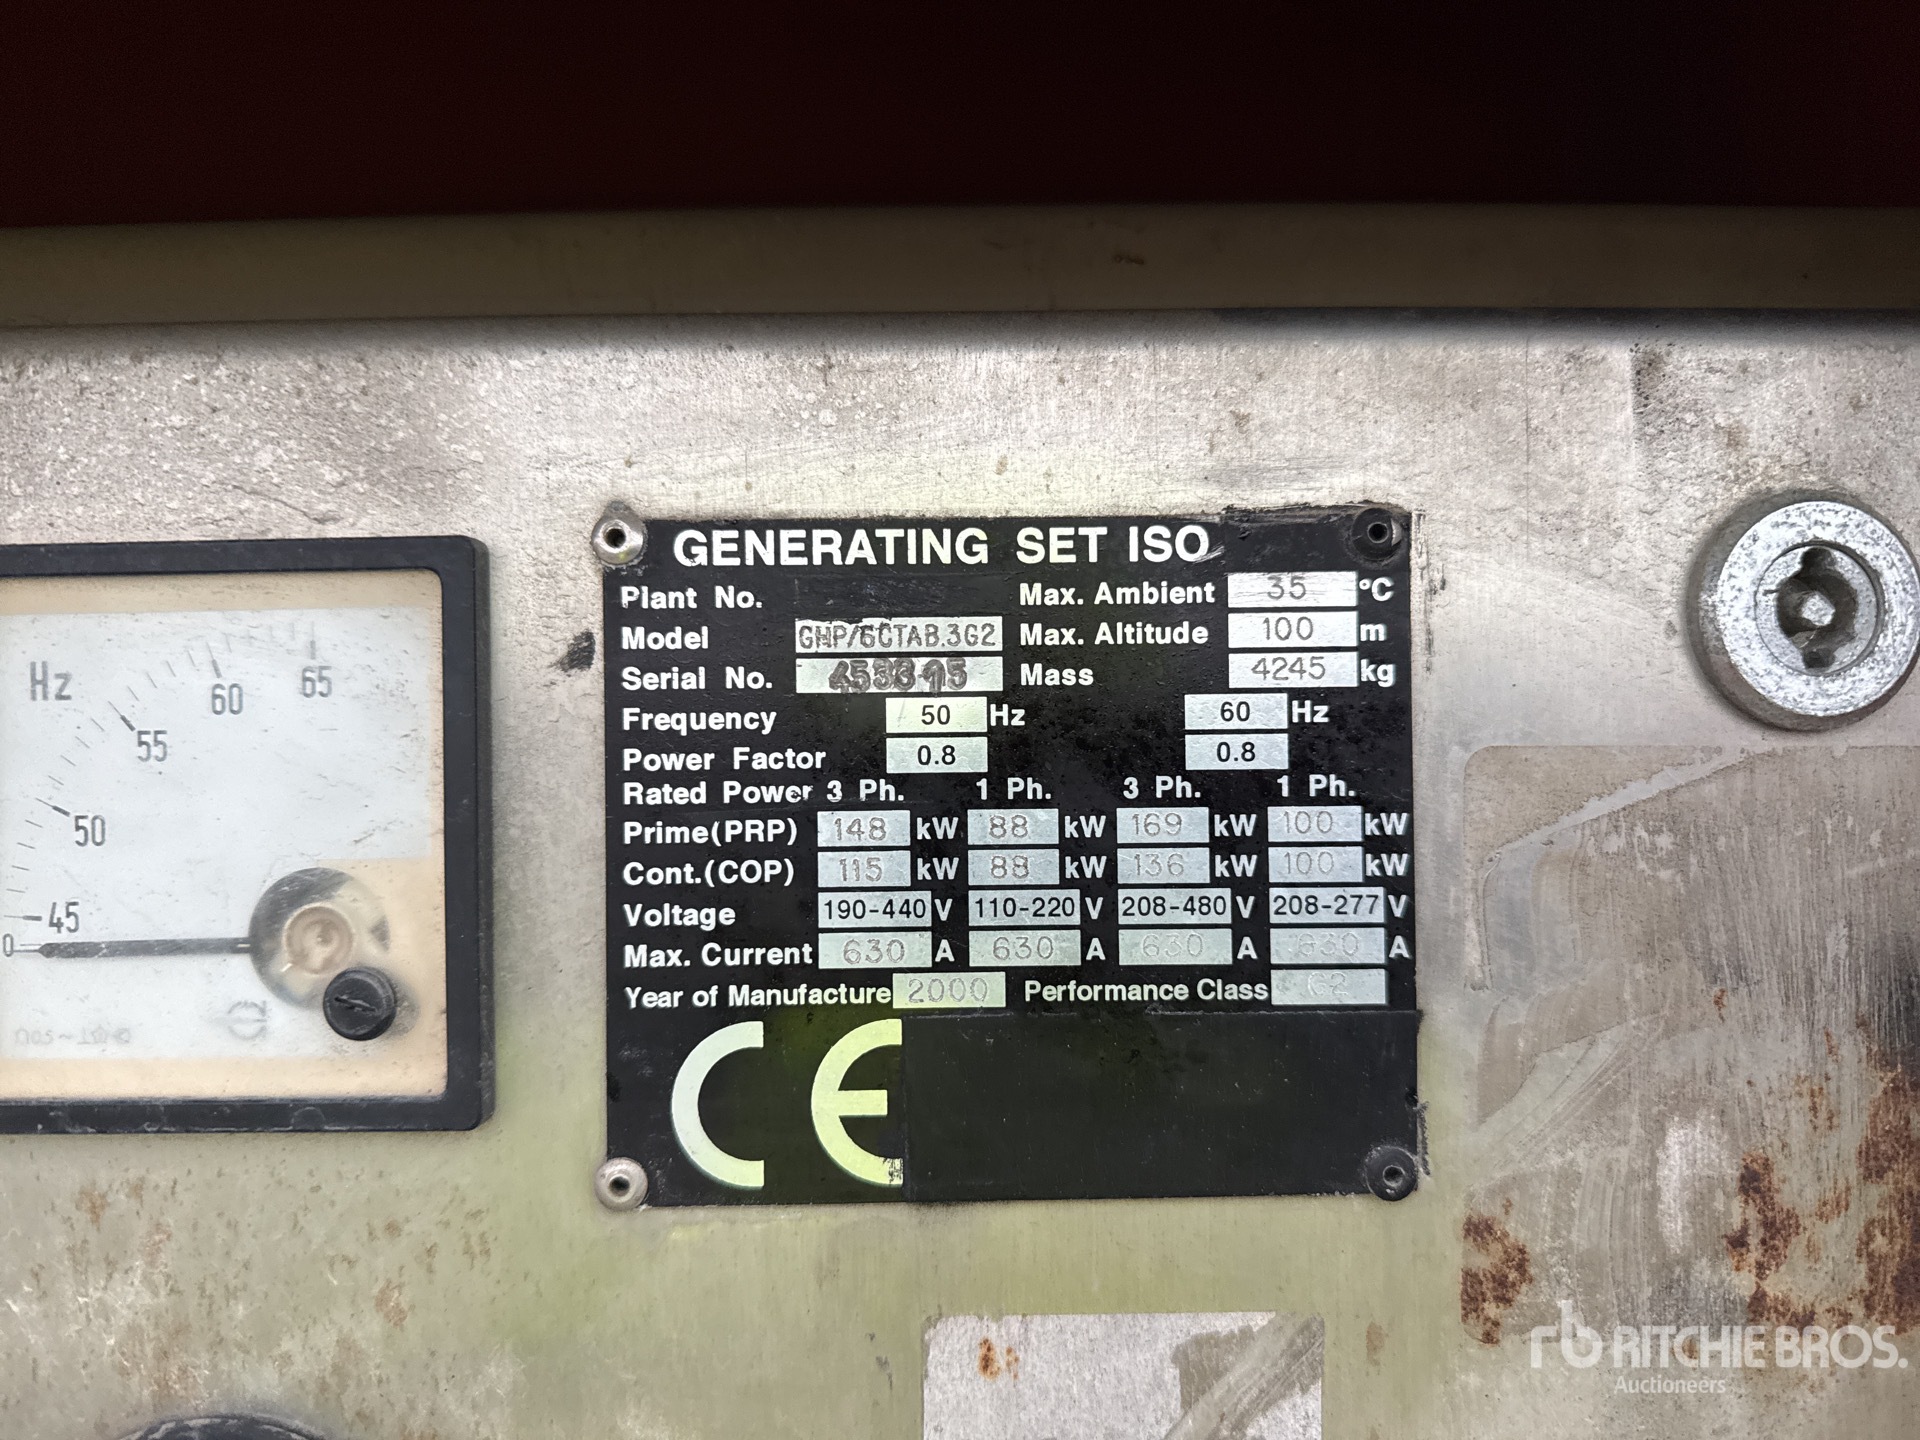 GENERATING SET ISO
Plant No. Max. Ambient 35 °C
Model GHP/6CTAB.3G2 Max. Altitude 100 m
Serial No. Mass 4245 kg
Frequency 50 Hz 60 Hz
Power Factor 0.8 0.8
Rated Power 3 Ph. 1 Ph. 3 Ph. 1 Ph.
Prime(PRP) 148 kW 88 kW 169 kW 100 kW
Cont.(COP) 115 kW 88 kW 136 kW 100 kW
Voltage 190-440 V 110-220 V 208-480 V 208-277 V
Max. Current 630 A 630 A 630 A 630 A
Year of Manufacture 2000 Performance Class G2
CE
Hz
65
60
55
50
45
0
rb RITCHIE BROS.
Auctioneers